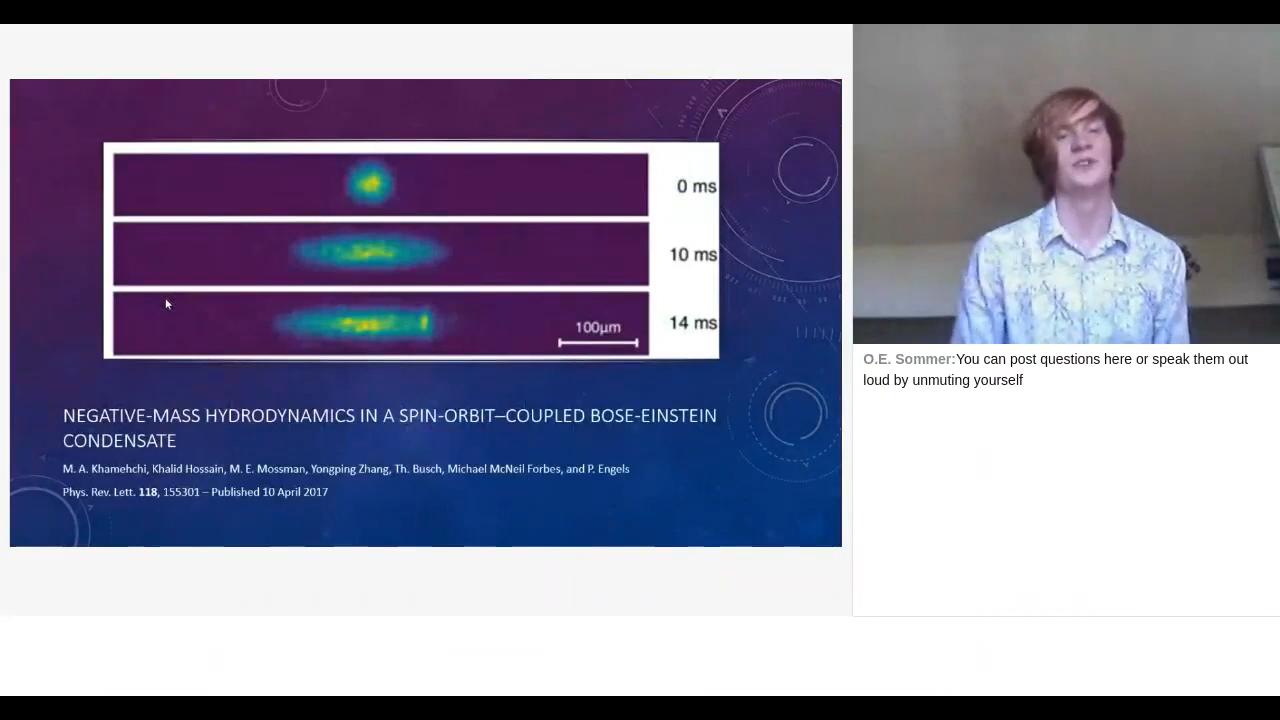 0 ms
10 ms
14 ms
100µm
NEGATIVE-MASS HYDRODYNAMICS IN A SPIN-ORBIT–COUPLED BOSE-EINSTEIN
CONDENSATE
M. A. Khamehchi, Khalid Hossain, M. E. Mossman, Yongping Zhang, Th. Busch, Michael McNeil Forbes, and P. Engels
Phys. Rev. Lett. 118, 155301 – Published 10 April 2017
O.E. Sommer:You can post questions here or speak them out
loud by unmuting yourself